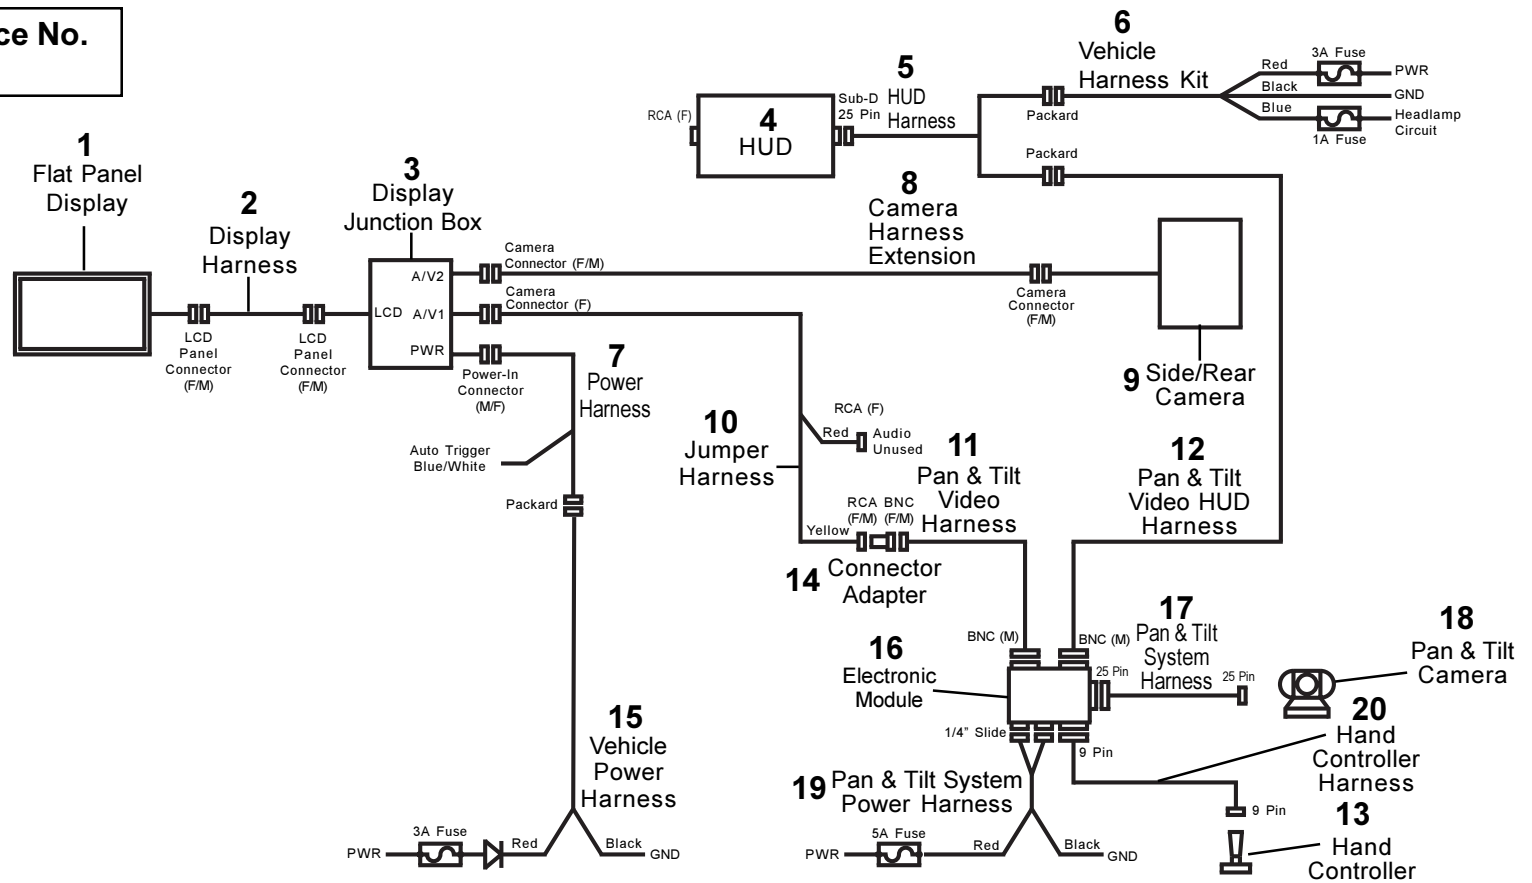 ce No.
6
Vehicle
Harness Kit
3A Fuse
Red
PWR
Black
GND
Blue
Headlamp
Circuit
1A Fuse
5
HUD
Harness
Sub-D
25 Pin
RCA (F)
4
HUD
Packard
Packard
1
Flat Panel
Display
2
Display
Harness
3
Display
Junction Box
A/V2
LCD A/V1
PWR
Camera
Connector (F/M)
Camera
Connector (F)
8
Camera
Harness
Extension
Camera
Connector
(F/M)
9 Side/Rear
Camera
LCD
Panel
Connector
(F/M)
LCD
Panel
Connector
(F/M)
Power-In
Connector
(M/F)
7
Power
Harness
Auto Trigger
Blue/White
Packard
10
Jumper
Harness
RCA (F)
Red
Audio
Unused
11
Pan & Tilt
Video
Harness
12
Pan & Tilt
Video HUD
Harness
RCA BNC
(F/M) (F/M)
Yellow
14 Connector
Adapter
BNC (M)
BNC (M)
16
Electronic
Module
17
Pan & Tilt
System
Harness
25 Pin
25 Pin
18
Pan & Tilt
Camera
1/4" Slide
9 Pin
20
Hand
Controller
Harness
15
Vehicle
Power
Harness
19 Pan & Tilt System
Power Harness
9 Pin
13
Hand
Controller
3A Fuse
PWR
Red
Black
GND
5A Fuse
PWR
Red
Black
GND